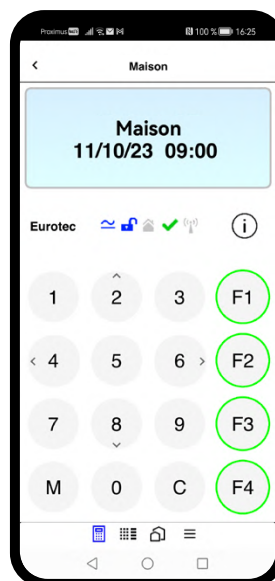 Proximus 100 % 16:25
Maison
Maison
11/10/23 09:00
Eurotec i
1 2 3 F1
4 5 6 F2
7 8 9 F3
M 0 C F4